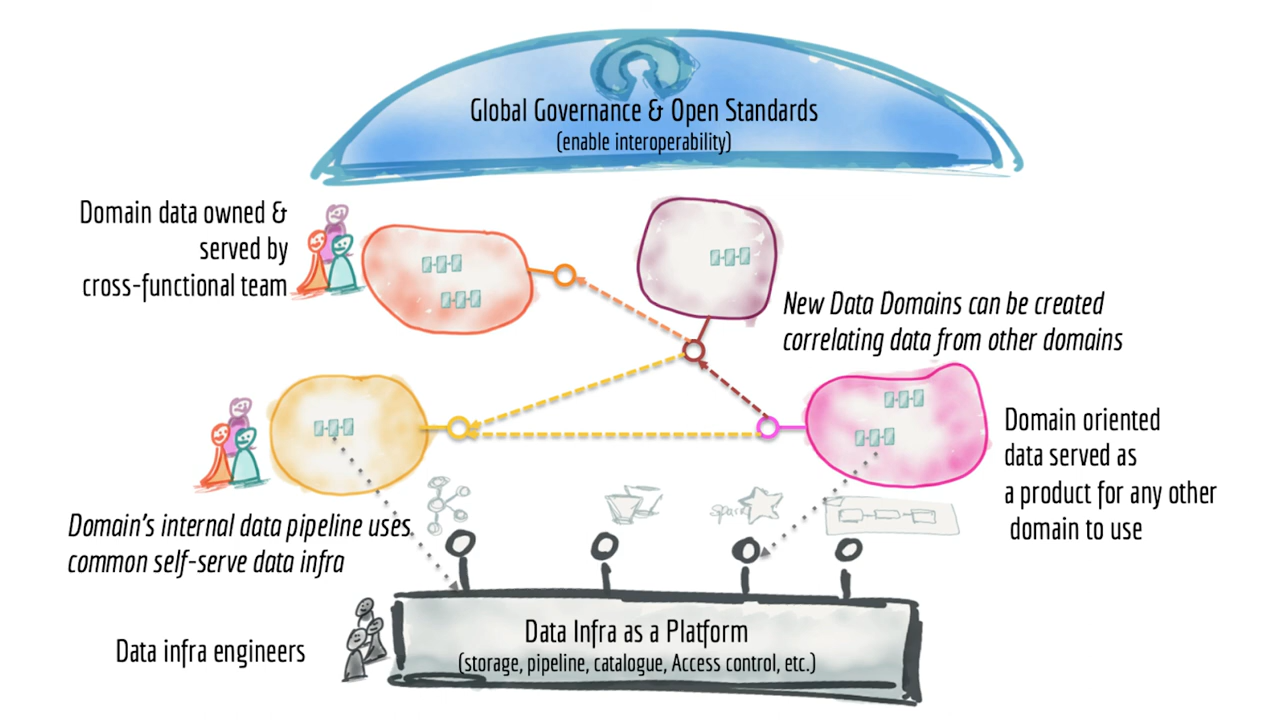 Global Governance & Open Standards
(enable interoperability)
Domain data owned &
served by
cross-functional team
New Data Domains can be created
correlating data from other domains
Domain oriented
data served as
a product for any other
domain to use
Domain's internal data pipeline uses
common self-serve data infra
Spark
Data infra engineers
Data Infra as a Platform
(storage, pipeline, catalogue, Access control, etc.)